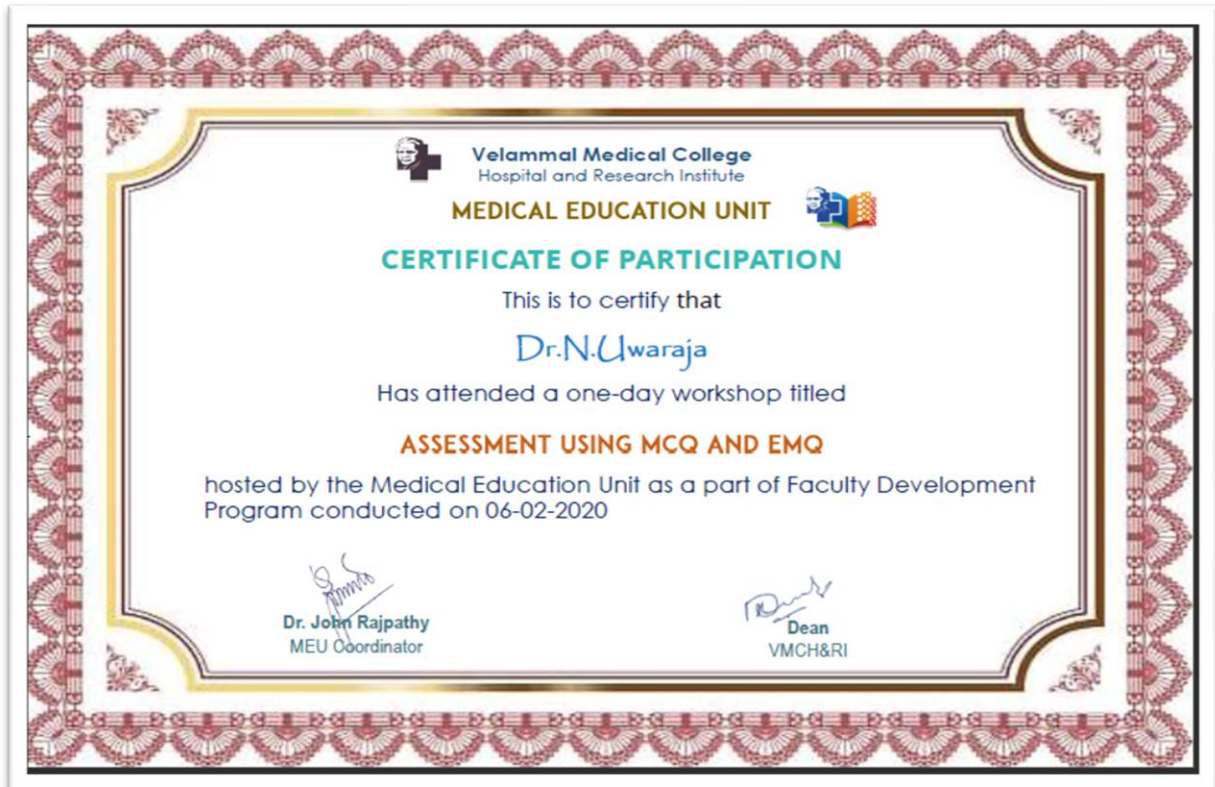 Velammal Medical College
Hospital and Research Institute
MEDICAL EDUCATION UNIT
CERTIFICATE OF PARTICIPATION
This is to certify that
Dr.N.Uwaraja
Has attended a one-day workshop titled
ASSESSMENT USING MCQ AND EMQ
hosted by the Medical Education Unit as a part of Faculty Development
Program conducted on 06-02-2020
Dr. John Rajpathy
MEU Coordinator
Dean
VMCH&RI